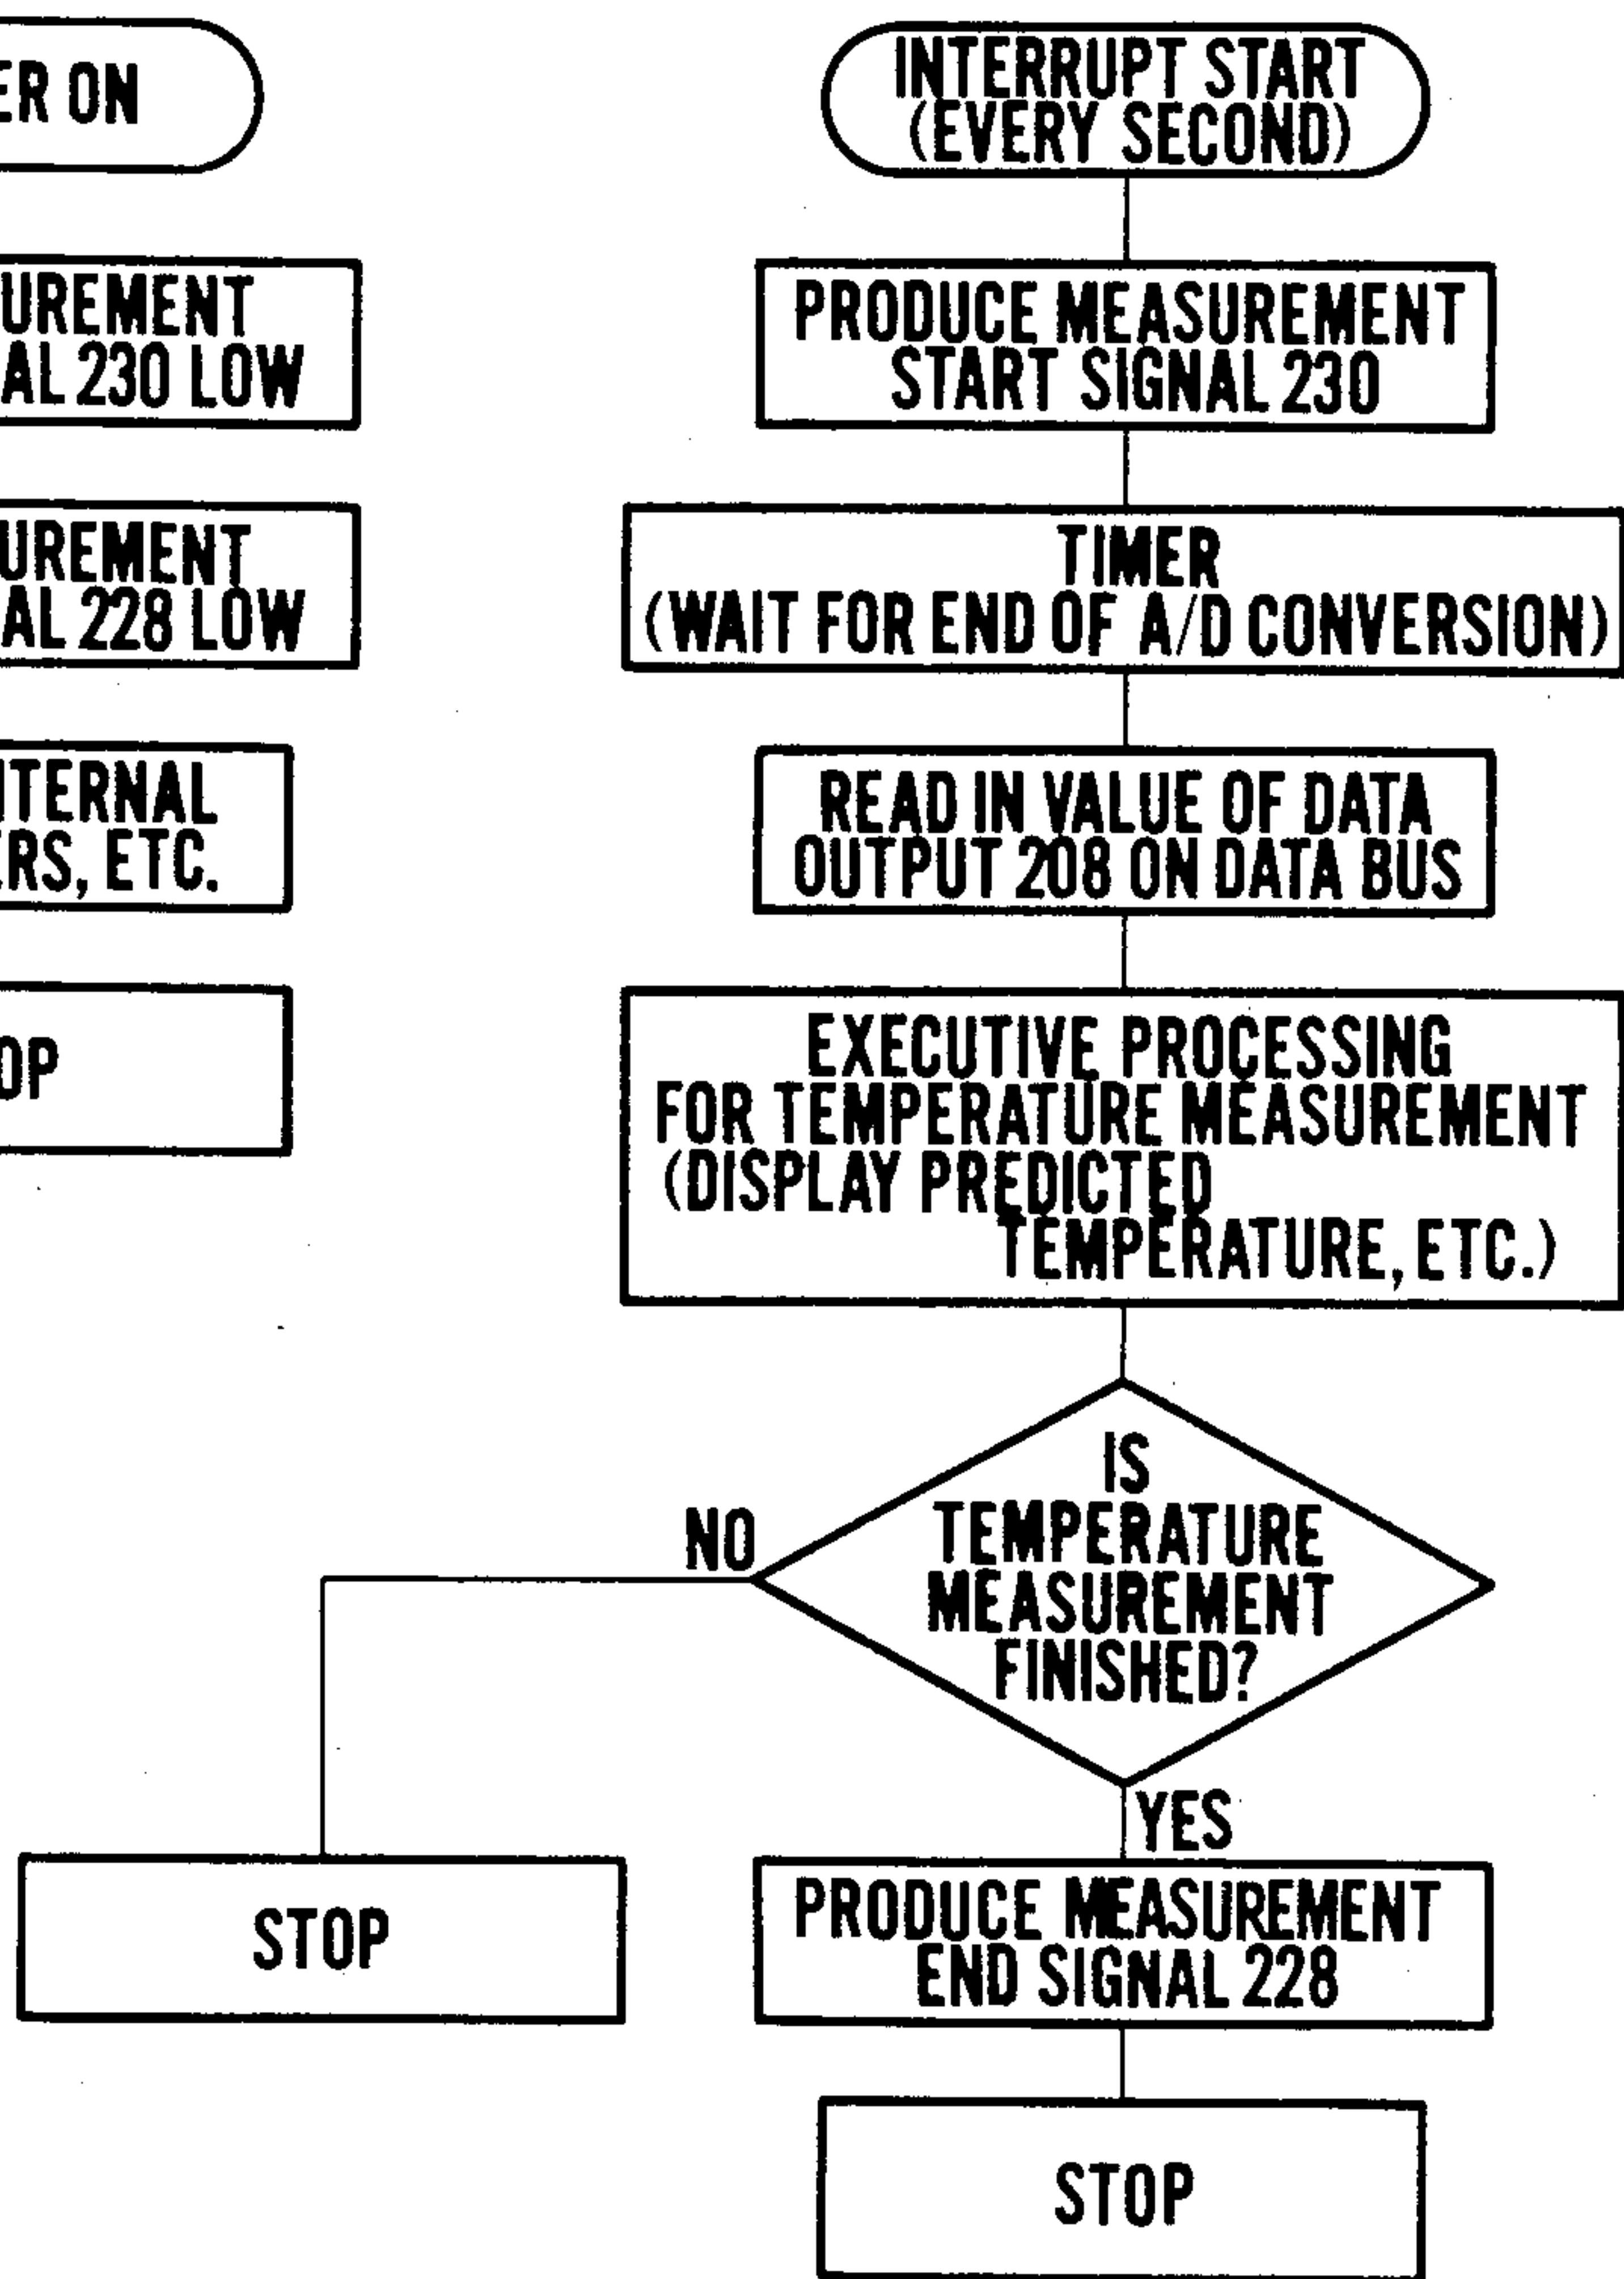 ER ON
UREMENT
AL 230 LOW
UREMENT
AL 228 LOW
TERNAL
ERS, ETC.
OP
INTERRUPT START
(EVERY SECOND)
PRODUCE MEASUREMENT
START SIGNAL 230
TIMER
(WAIT FOR END OF A/D CONVERSION)
READ IN VALUE OF DATA
OUTPUT 208 ON DATA BUS
EXECUTIVE PROCESSING
FOR TEMPERATURE MEASUREMENT
(DISPLAY PREDICTED
TEMPERATURE, ETC.)
IS
TEMPERATURE
MEASUREMENT
FINISHED?
NO
YES
STOP
PRODUCE MEASUREMENT
END SIGNAL 228
STOP